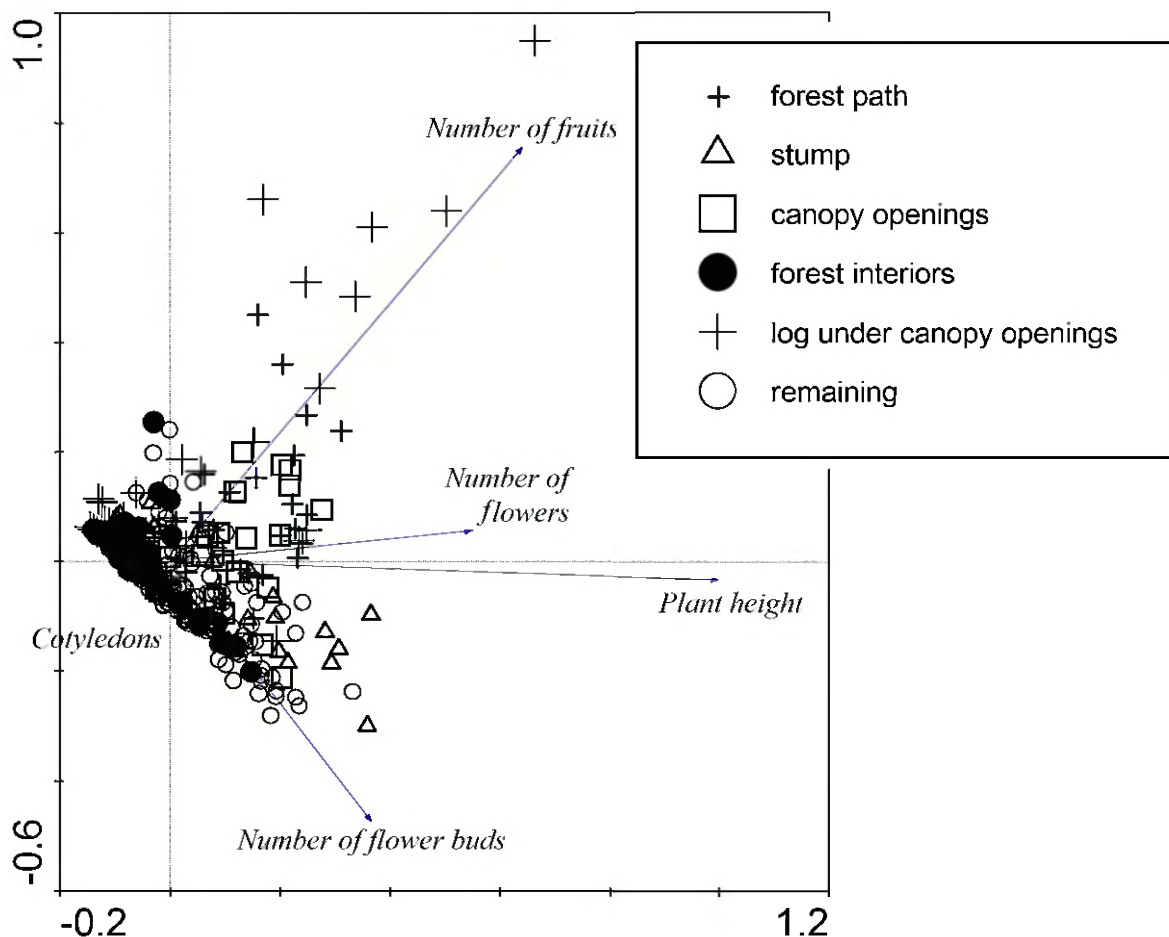 1.0
Number of fruits
forest path
stump
canopy openings
forest interiors
log under canopy openings
remaining
Number of
flowers
Plant height
Cotyledons
Number of flower buds
-0.6
-0.2
1.2